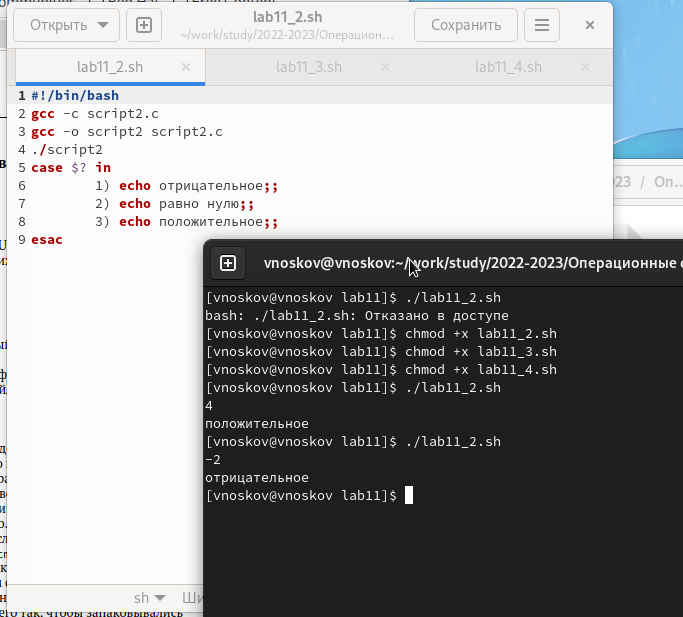 lab11_2.sh
Открыть
~/work/study/2022-2023/Операцион...
Сохранить
lab11_2.sh
lab11_3.sh
lab11_4.sh
1 #!/bin/bash
2 gcc -c script2.c
3 gcc -o script2 script2.c
4 ./script2
5 case $? in
6 1) echo отрицательное;;
7 2) echo равно нулю;;
8 3) echo положительное;;
9 esac
023 / Оп...
vnoskov@vnoskov:~/work/study/2022-2023/Операционные
[vnoskov@vnoskov lab11]$ ./lab11_2.sh
bash: ./lab11_2.sh: Отказано в доступе
[vnoskov@vnoskov lab11]$ chmod +x lab11_2.sh
[vnoskov@vnoskov lab11]$ chmod +x lab11_3.sh
[vnoskov@vnoskov lab11]$ chmod +x lab11_4.sh
[vnoskov@vnoskov lab11]$ ./lab11_2.sh
4
положительное
[vnoskov@vnoskov lab11]$ ./lab11_2.sh
-2
отрицательное
[vnoskov@vnoskov lab11]$
sh
его так, чтобы запаковывались